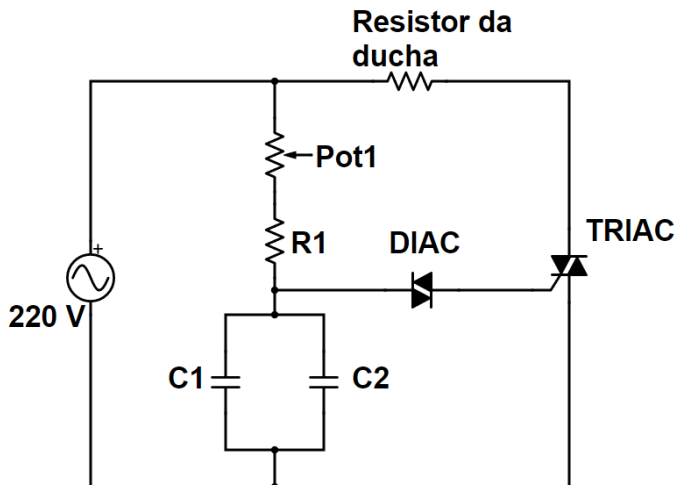 Resistor da
ducha
Pot1
R1
DIAC
TRIAC
+
220 V
C1
C2